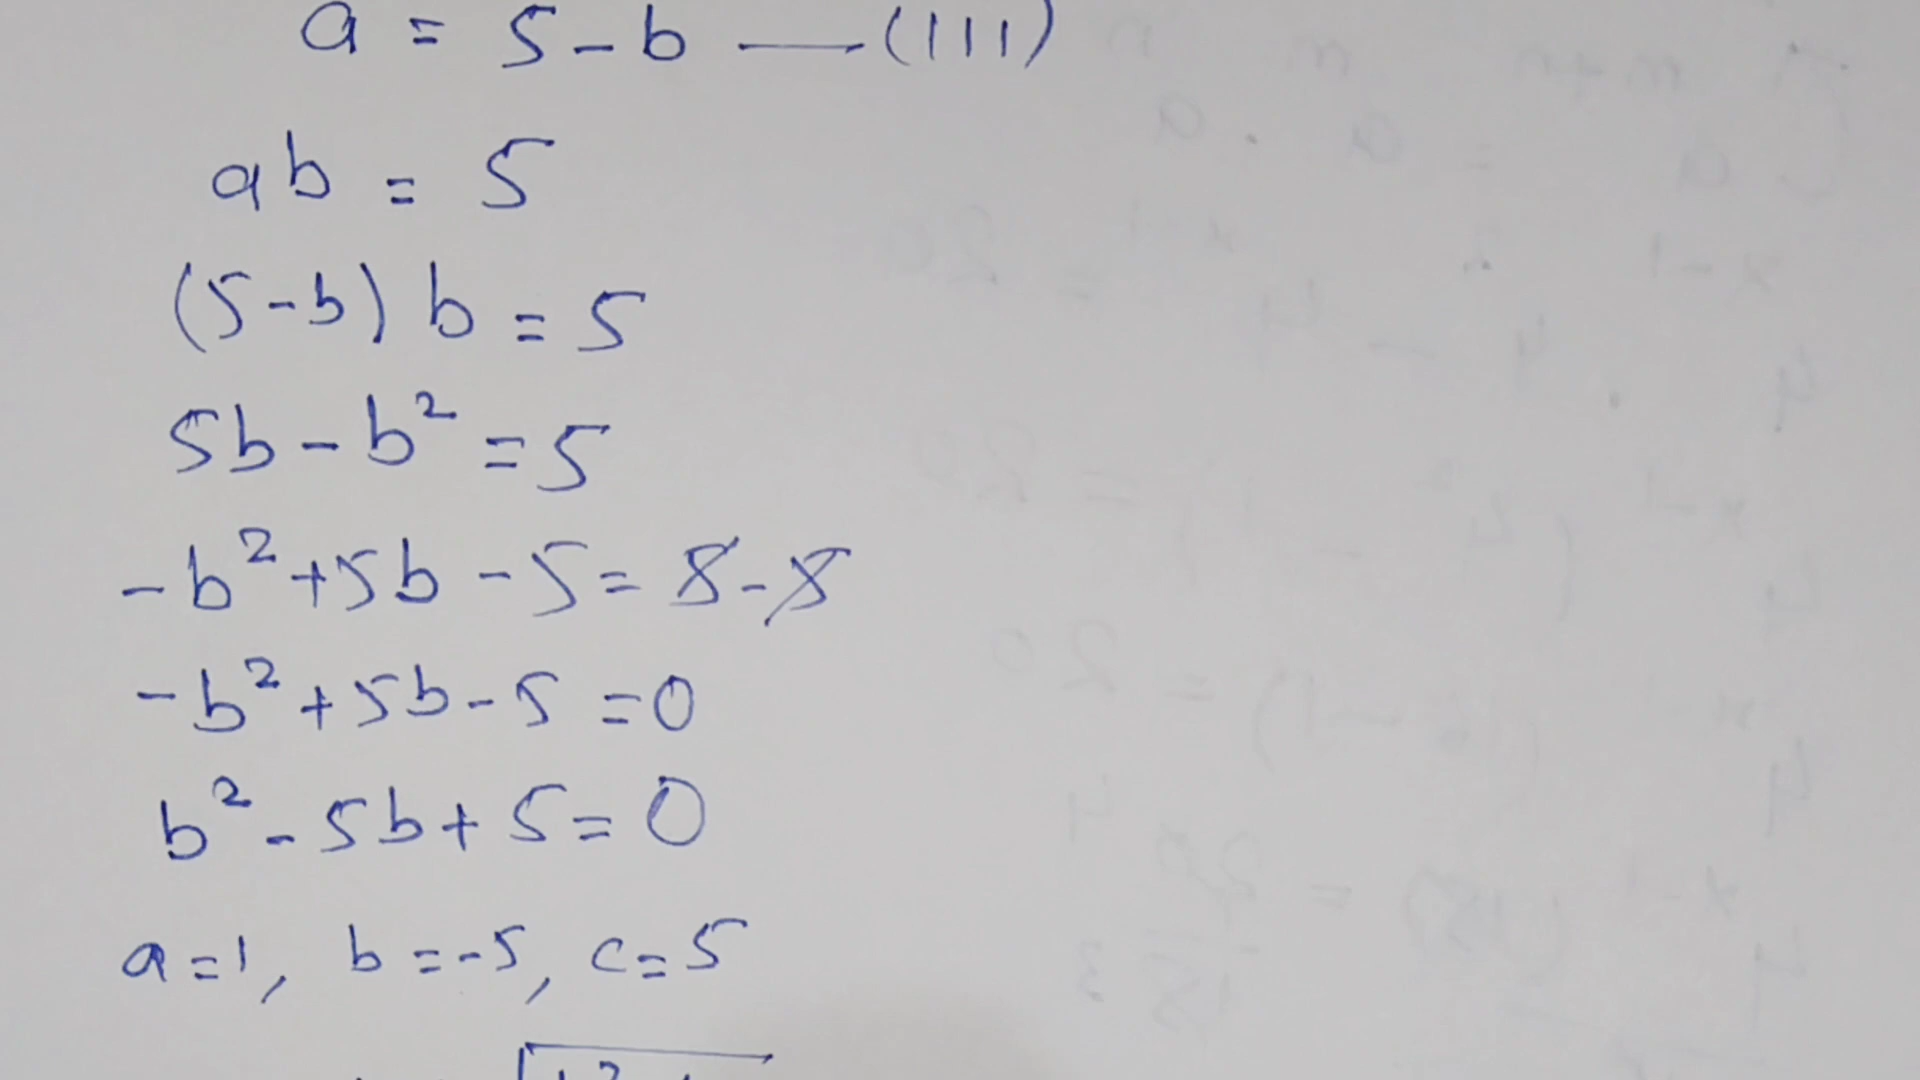 a = 5 - b — (III)
ab = 5
(5-b) b = 5
5b - b² = 5
-b² + 5b - 5 = 5 - 5
-b² + 5b - 5 = 0
b² - 5b + 5 = 0
a = 1, b = -5, c = 5